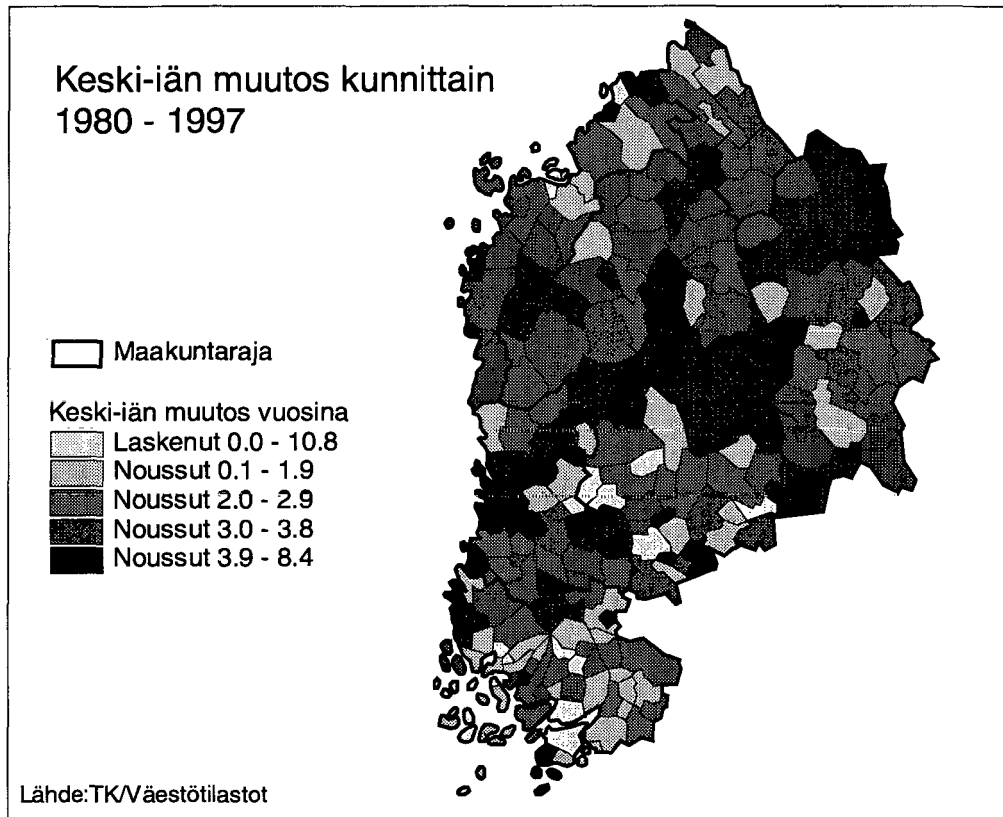 Keski-iän muutos kunnittain
1980 - 1997
Maakuntaraja
Keski-iän muutos vuosina
Laskenut 0.0 - 10.8
Noussut 0.1 - 1.9
Noussut 2.0 - 2.9
Noussut 3.0 - 3.8
Noussut 3.9 - 8.4
Lähde:TK/Väestötilastot